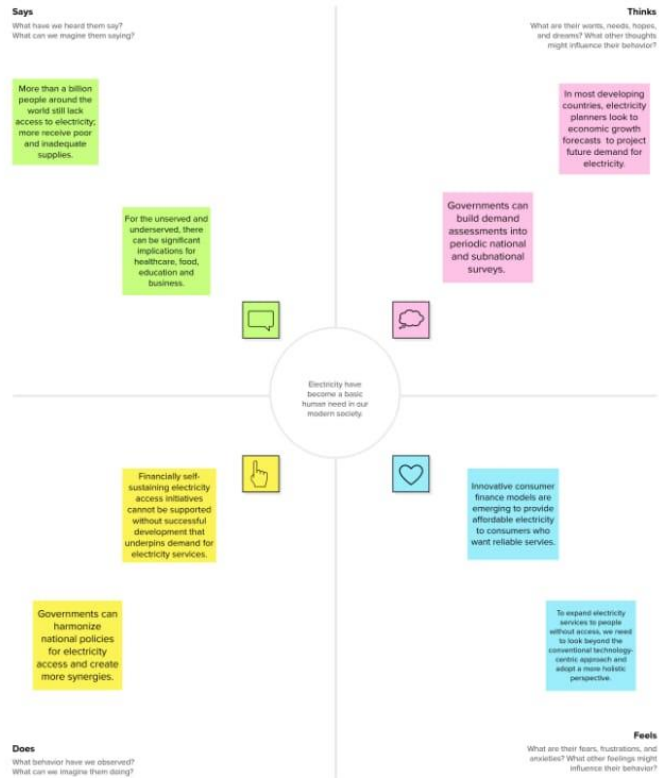 Says
What have we heard them say?
What can we magine them saying?
Thinks
What are their wants, needs, hopes,
and dreams? What other thoughts
might influence their behavior?
More than a billion
people around the
world still lack
access to electricity;
more receive poor
and inadequate
supplies.
In most developing
countries, electricity
planners look to
economic growth
forecasts to project
future demand for
electricity.
For the unserved and
underserved, there
can be significant
implications for
healthcare, food,
education and
business.
Governments can
build demand
assessments into
periodic national
and subnational
surveys.
Electricity have
become a basic
human need in our
modern society.
Financially self-
sustaining electricity
access initiatives
cannot be supported
without successful
development that
underpins demand for
electricity services.
Innovative consumer
finance models are
emerging to provide
affordable electricity
to consumers who
want reliable servies.
Governments can
harmonize
national policies
for electricity
access and create
more synergies.
To expand electricity
services to people
without access, we need
to look beyond the
conventional technology-
centric approach and
adopt a more holistic
perspective.
Does
What behavior have we observed?
What can we imagine them doing?
Feels
What are their fears, frustrations, and
anxieties? What other feelings might
influence their behavior?